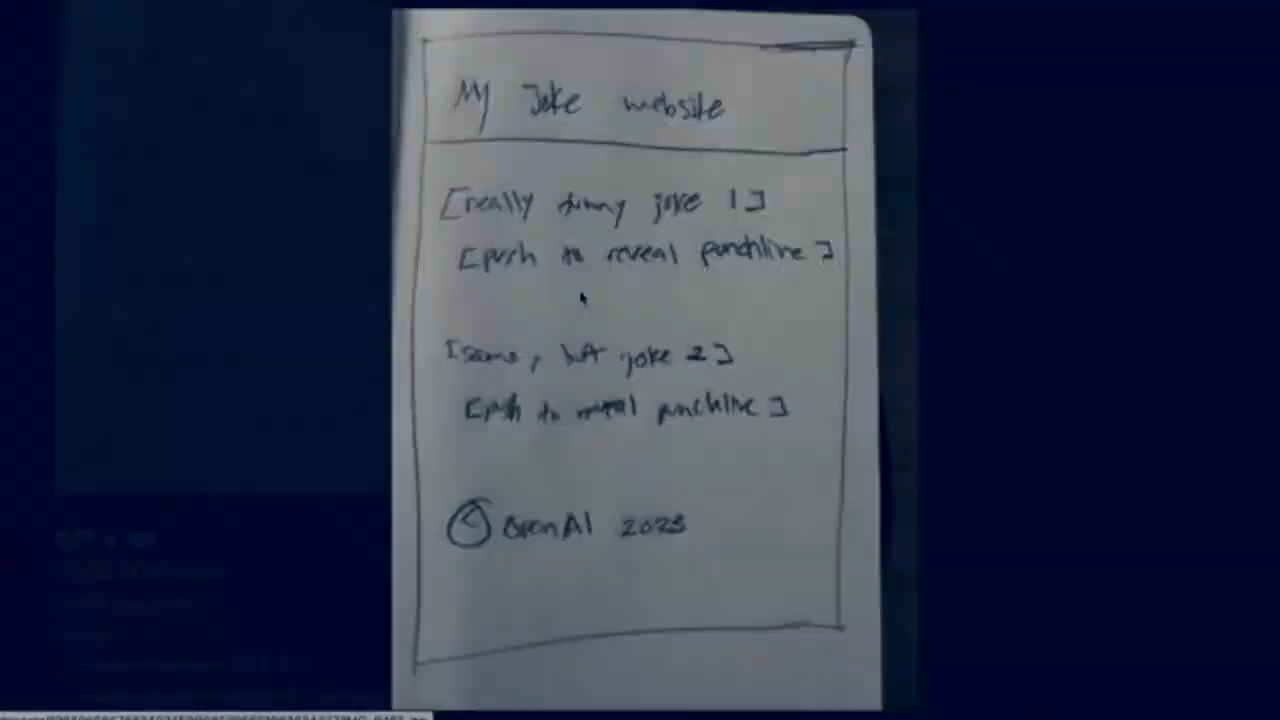 My Joke website
[really funny joke 1]
[push to reveal punchline]
[same, but joke 2]
[push to reveal punchline]
© OpenAI 2023